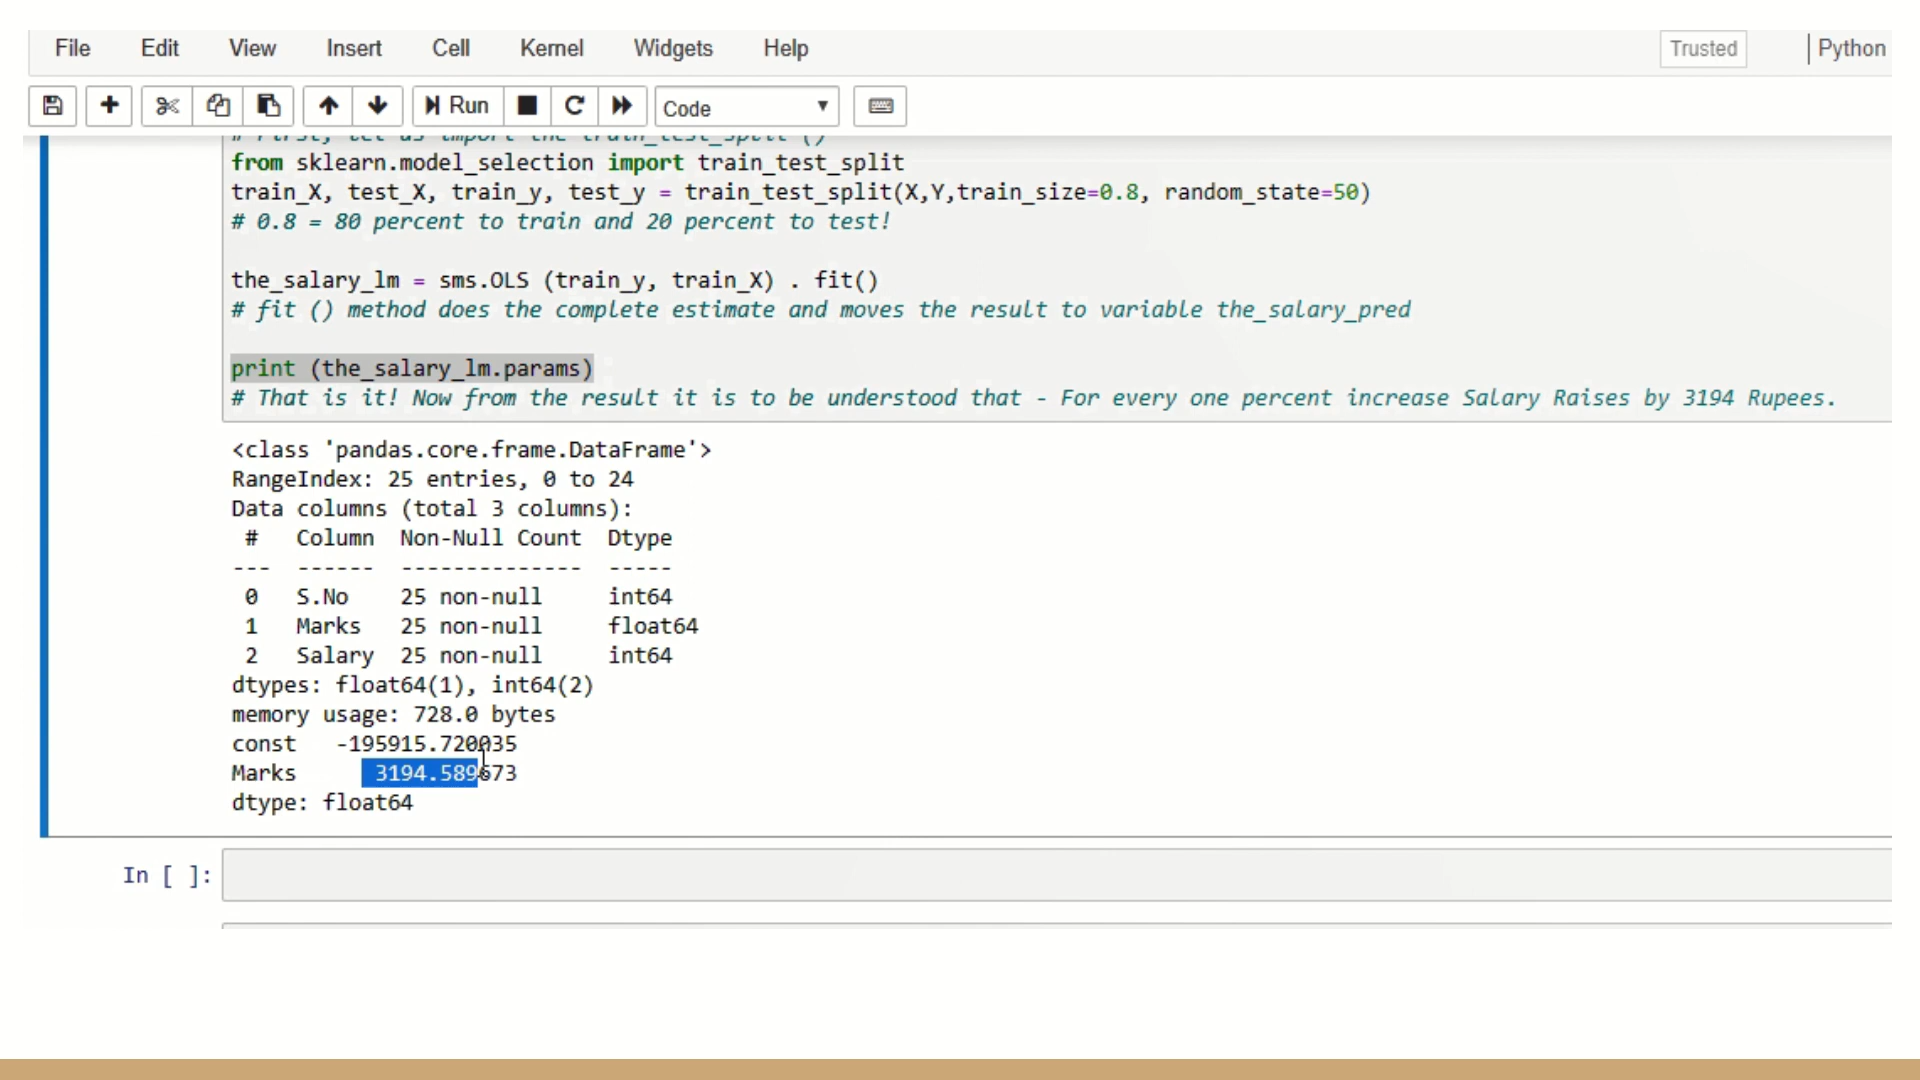 File Edit View Insert Cell Kernel Widgets Help Trusted Python
Run Code
# First, let us import the train_test_split ()
from sklearn.model_selection import train_test_split
train_X, test_X, train_y, test_y = train_test_split(X,Y,train_size=0.8, random_state=50)
# 0.8 = 80 percent to train and 20 percent to test!
the_salary_lm = sms.OLS (train_y, train_X) . fit()
# fit () method does the complete estimate and moves the result to variable the_salary_pred
print (the_salary_lm.params)
# That is it! Now from the result it is to be understood that - For every one percent increase Salary Raises by 3194 Rupees.
<class 'pandas.core.frame.DataFrame'>
RangeIndex: 25 entries, 0 to 24
Data columns (total 3 columns):
# Column Non-Null Count Dtype
--- ------ -------------- -----
0 S.No 25 non-null int64
1 Marks 25 non-null float64
2 Salary 25 non-null int64
dtypes: float64(1), int64(2)
memory usage: 728.0 bytes
const -195915.720035
Marks 3194.589673
dtype: float64
In [ ]: